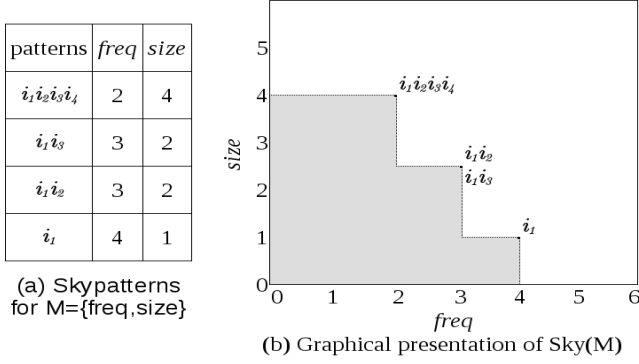 patterns freq size
i₁i₂i₃i₄ 2 4
i₁i₃ 3 2
i₁i₂ 3 2
i₁ 4 1
(a) Skypatterns
for M={freq,size}
5
4
3
2
1
0
size
i₁i₂i₃i₄
i₁i₂
i₁i₃
i₁
0 1 2 3 4 5 6
freq
(b) Graphical presentation of Sky(M)